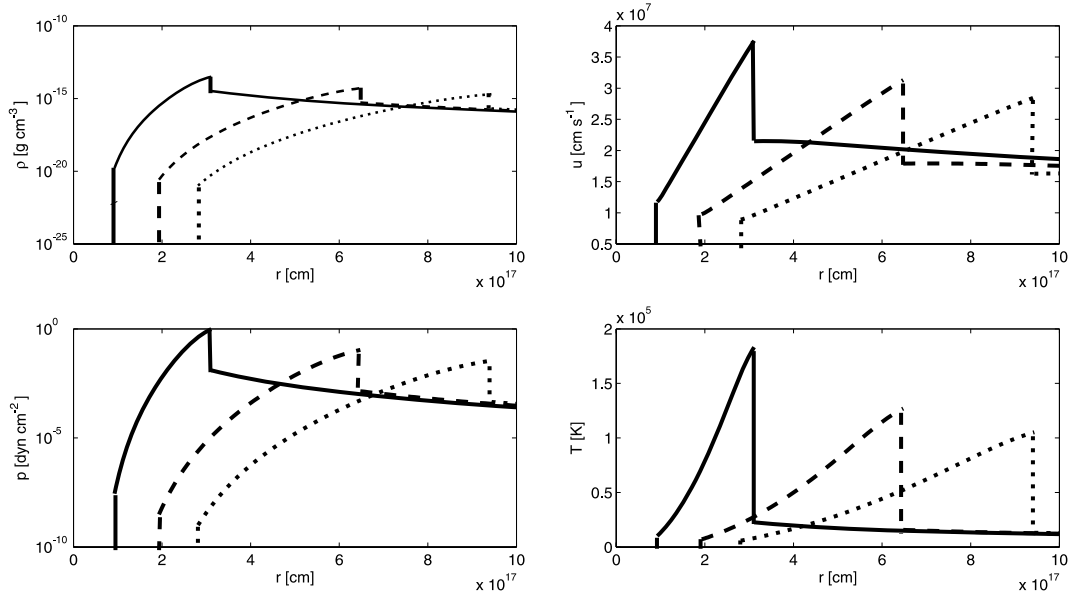 10^-10
10^-15
10^-20
10^-25
ρ [g cm^-3]
0 2 4 6 8 10
r [cm]
x 10^17
x 10^7
4
3.5
3
2.5
2
1.5
1
0.5
u [cm s^-1]
0 2 4 6 8 10
r [cm]
x 10^17
10^0
10^-5
10^-10
p [dyn cm^-2]
0 2 4 6 8 10
r [cm]
x 10^17
x 10^5
2
1.5
1
0.5
0
T [K]
0 2 4 6 8 10
r [cm]
x 10^17